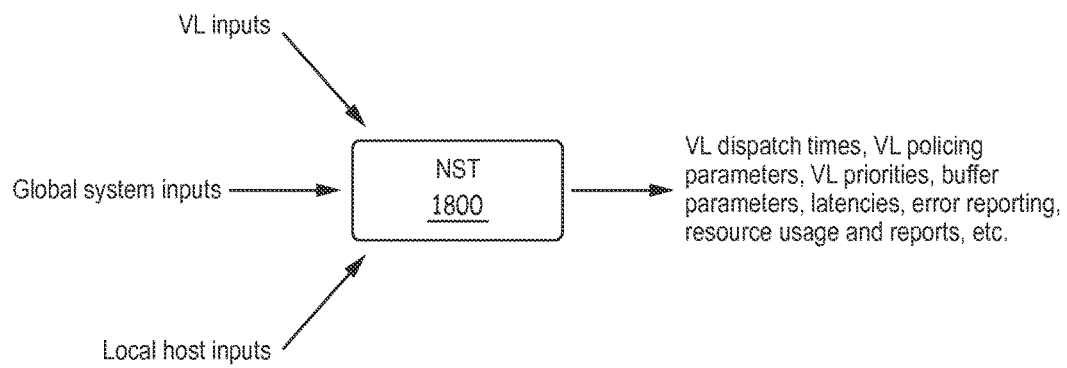 VL inputs
Global system inputs
Local host inputs
NST
1800
VL dispatch times, VL policing
parameters, VL priorities, buffer
parameters, latencies, error reporting,
resource usage and reports, etc.